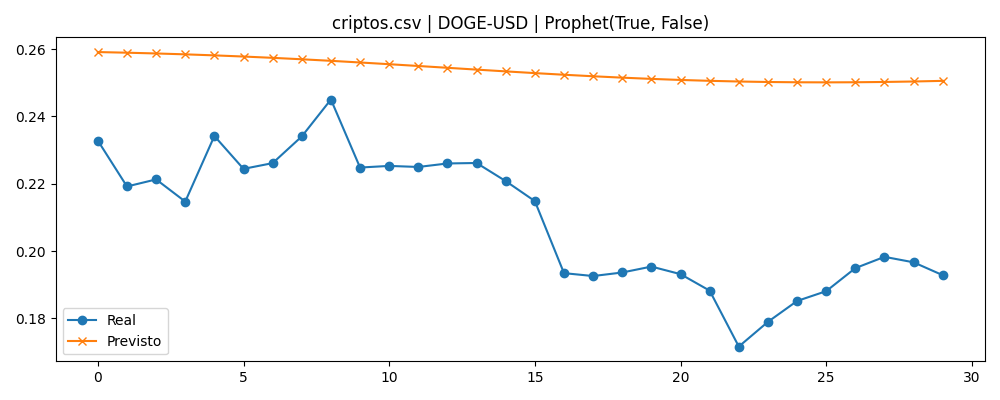 criptos.csv | DOGE-USD | Prophet(True, False)
0.26
0.24
0.22
0.20
0.18
Real
Previsto
0 5 10 15 20 25 30